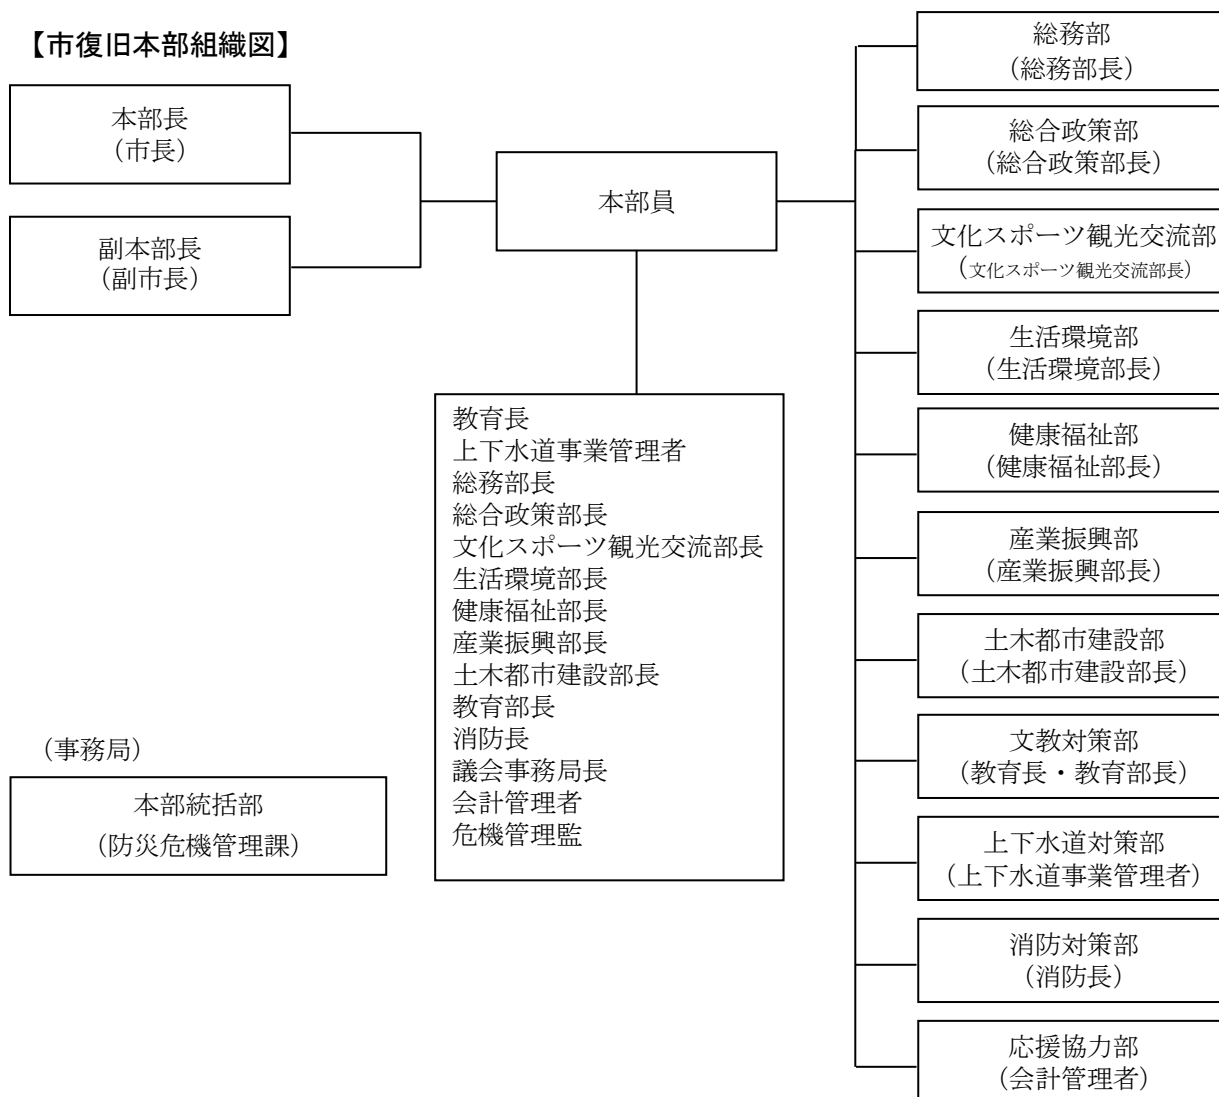 【市復旧本部組織図】
本部長
（市長）
副本部長
（副市長）
本部員
教育長
上下水道事業管理者
総務部長
総合政策部長
文化スポーツ観光交流部長
生活環境部長
健康福祉部長
産業振興部長
土木都市建設部長
教育部長
消防長
議会事務局長
会計管理者
危機管理監
（事務局）
本部統括部
（防災危機管理課）
総務部
（総務部長）
総合政策部
（総合政策部長）
文化スポーツ観光交流部
（文化スポーツ観光交流部長）
生活環境部
（生活環境部長）
健康福祉部
（健康福祉部長）
産業振興部
（産業振興部長）
土木都市建設部
（土木都市建設部長）
文教対策部
（教育長・教育部長）
上下水道対策部
（上下水道事業管理者）
消防対策部
（消防長）
応援協力部
（会計管理者）